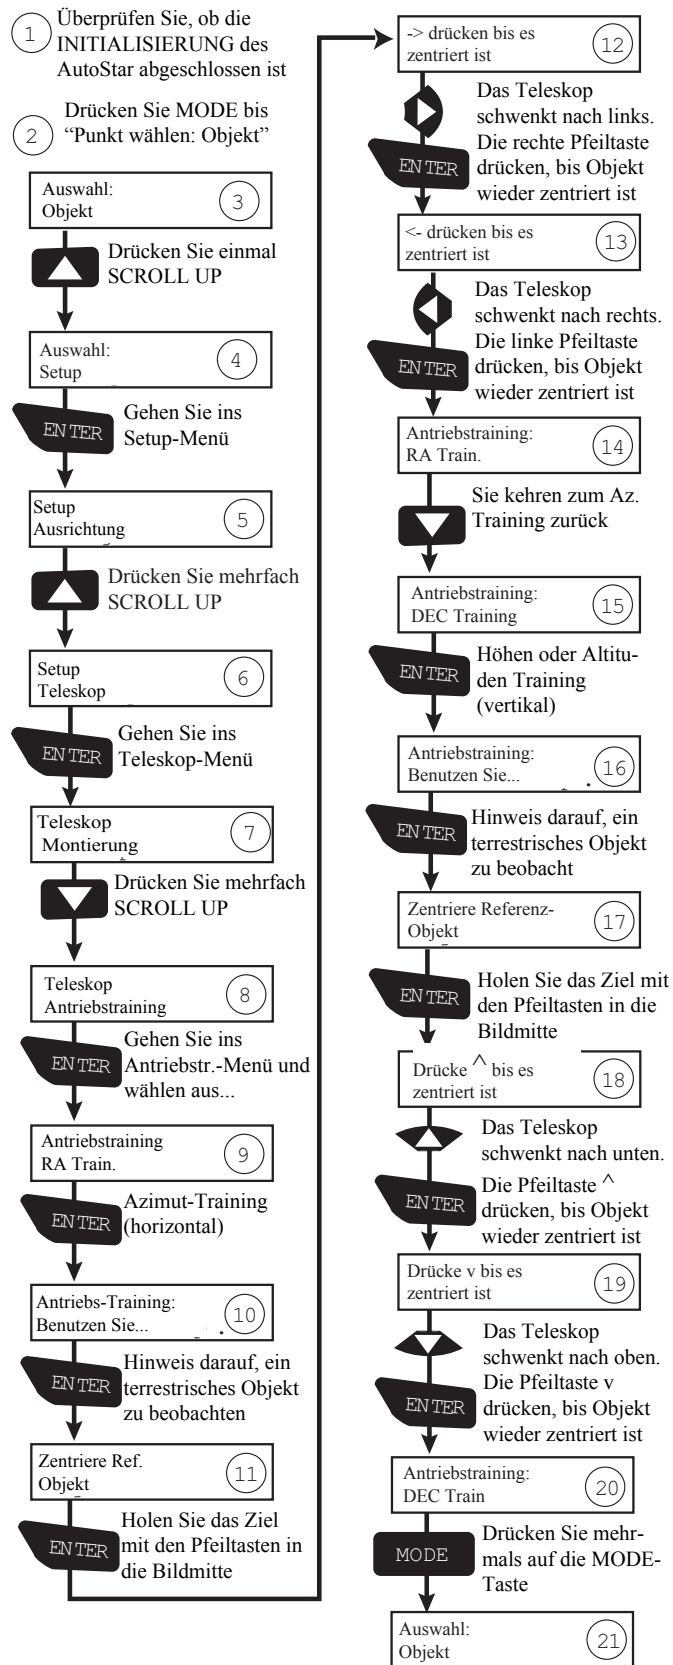 1
Überprüfen Sie, ob die
INITIALISIERUNG des
AutoStar abgeschlossen ist
2
Drücken Sie MODE bis
“Punkt wählen: Objekt”
Auswahl:
Objekt
3
Drücken Sie einmal
SCROLL UP
Auswahl:
Setup
4
ENTER
Gehen Sie ins
Setup-Menü
Setup
Ausrichtung
5
Drücken Sie mehrfach
SCROLL UP
Setup
Teleskop
6
ENTER
Gehen Sie ins
Teleskop-Menü
Teleskop
Montierung
7
Drücken Sie mehrfach
SCROLL UP
Teleskop
Antriebstraining
8
ENTER
Gehen Sie ins
Antriebstr.-Menü und
wählen aus...
Antriebstraining
RA Train.
9
ENTER
Azimut-Training
(horizontal)
Antriebs-Training:
Benutzen Sie...
10
ENTER
Hinweis darauf, ein
terrestrisches Objekt
zu beobachten
Zentriere Ref.
Objekt
11
ENTER
Holen Sie das Ziel
mit den Pfeiltasten in
die Bildmitte
-> drücken bis es
zentriert ist
12
Das Teleskop
schwenkt nach links.
ENTER
Die rechte Pfeiltaste
drücken, bis Objekt
wieder zentriert ist
<- drücken bis es
zentriert ist
13
Das Teleskop
schwenkt nach rechts.
ENTER
Die linke Pfeiltaste
drücken, bis Objekt
wieder zentriert ist
Antriebstraining:
RA Train.
14
Sie kehren zum Az.
Training zurück
Antriebstraining:
DEC Training
15
ENTER
Höhen oder Altitu-
den Training
(vertikal)
Antriebstraining:
Benutzen Sie...
16
ENTER
Hinweis darauf, ein
terrestrisches Objekt
zu beobacht
Zentriere Referenz-
Objekt
17
ENTER
Holen Sie das Ziel mit
den Pfeiltasten in die
Bildmitte
Drücke ^ bis es
zentriert ist
18
Das Teleskop
schwenkt nach unten.
ENTER
Die Pfeiltaste ^
drücken, bis Objekt
wieder zentriert ist
Drücke v bis es
zentriert ist
19
Das Teleskop
schwenkt nach oben.
ENTER
Die Pfeiltaste v
drücken, bis Objekt
wieder zentriert ist
Antriebstraining:
DEC Train
20
MODE
Drücken Sie mehr-
mals auf die MODE-
Taste
Auswahl:
Objekt
21